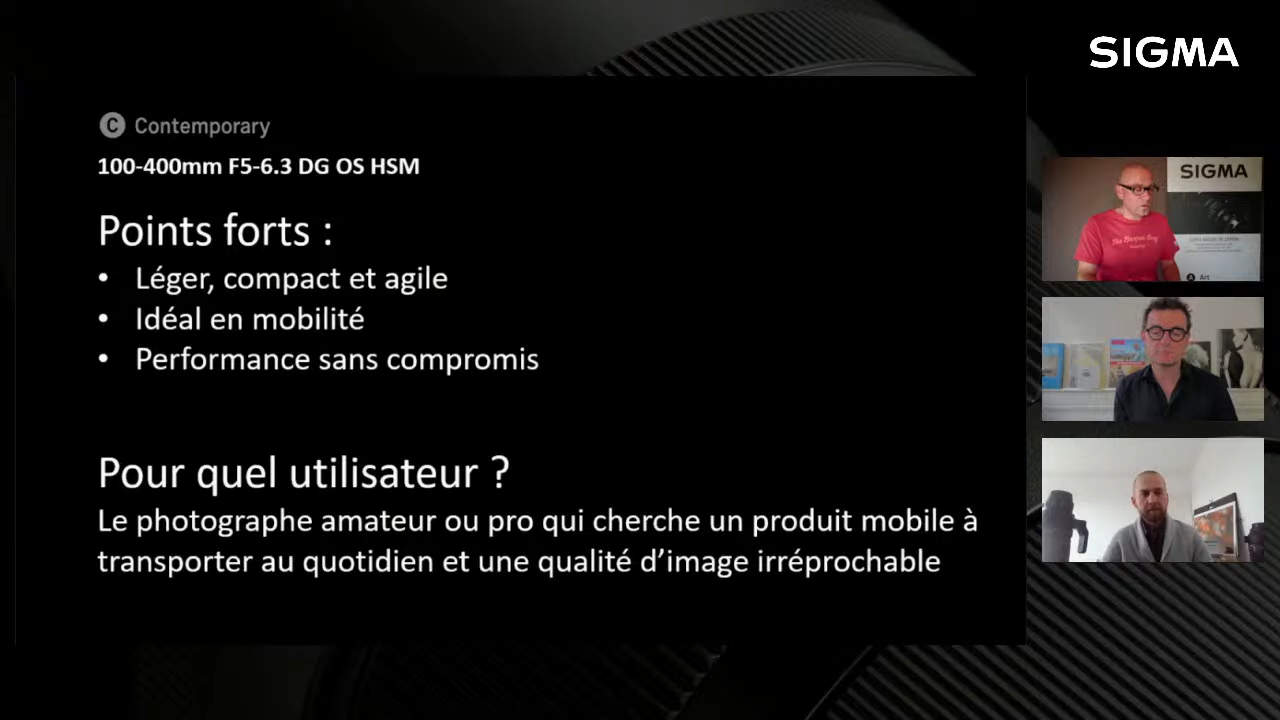 SIGMA
C Contemporary
100-400mm F5-6.3 DG OS HSM
Points forts :
• Léger, compact et agile
• Idéal en mobilité
• Performance sans compromis
Pour quel utilisateur ?
Le photographe amateur ou pro qui cherche un produit mobile à
transporter au quotidien et une qualité d’image irréprochable
SIGMA
A Art